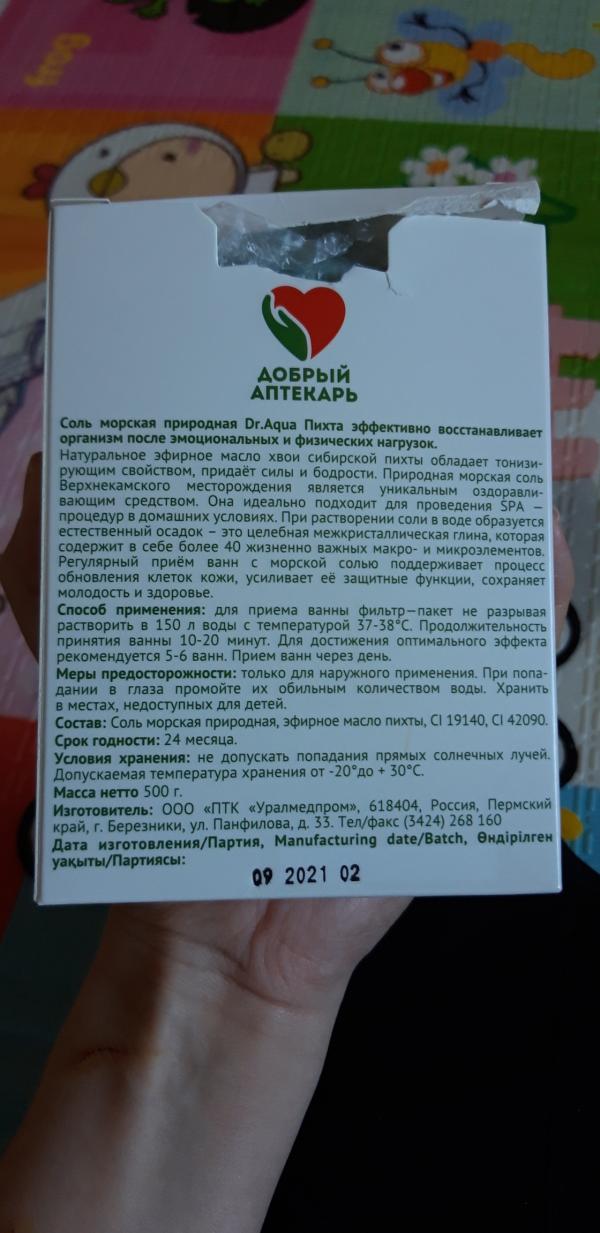 ДОБРЫЙ
АПТЕКАРЬ
Соль морская природная Dr.Aqua Пихта эффективно восстанавливает
организм после эмоциональных и физических нагрузок.
Натуральное эфирное масло хвои сибирской пихты обладает тонизи-
рующим свойством, придаёт силы и бодрости. Природная морская соль
Верхнекамского месторождения является уникальным оздоравли-
вающим средством. Она идеально подходит для проведения SPA –
процедур в домашних условиях. При растворении соли в воде образуется
естественный осадок – это целебная межкристаллическая глина, которая
содержит в себе более 40 жизненно важных макро- и микроэлементов.
Регулярный приём ванн с морской солью поддерживает процесс
обновления клеток кожи, усиливает её защитные функции, сохраняет
молодость и здоровье.
Способ применения: для приема ванны фильтр–пакет не разрывая
растворить в 150 л воды с температурой 37-38°С. Продолжительность
принятия ванны 10-20 минут. Для достижения оптимального эффекта
рекомендуется 5-6 ванн. Прием ванн через день.
Меры предосторожности: только для наружного применения. При попа-
дании в глаза промойте их обильным количеством воды. Хранить
в местах, недоступных для детей.
Состав: Соль морская природная, эфирное масло пихты, CI 19140, CI 42090.
Срок годности: 24 месяца.
Условия хранения: не допускать попадания прямых солнечных лучей.
Допускаемая температура хранения от -20°до + 30°С.
Масса нетто 500 г.
Изготовитель: ООО «ПТК «Уралмедпром», 618404, Россия, Пермский
край, г. Березники, ул. Панфилова, д. 33. Тел/факс (3424) 268 160
Дата изготовления/Партия, Manufacturing date/Batch, Өндірілген
уақыты/Партиясы:
09 2021 02